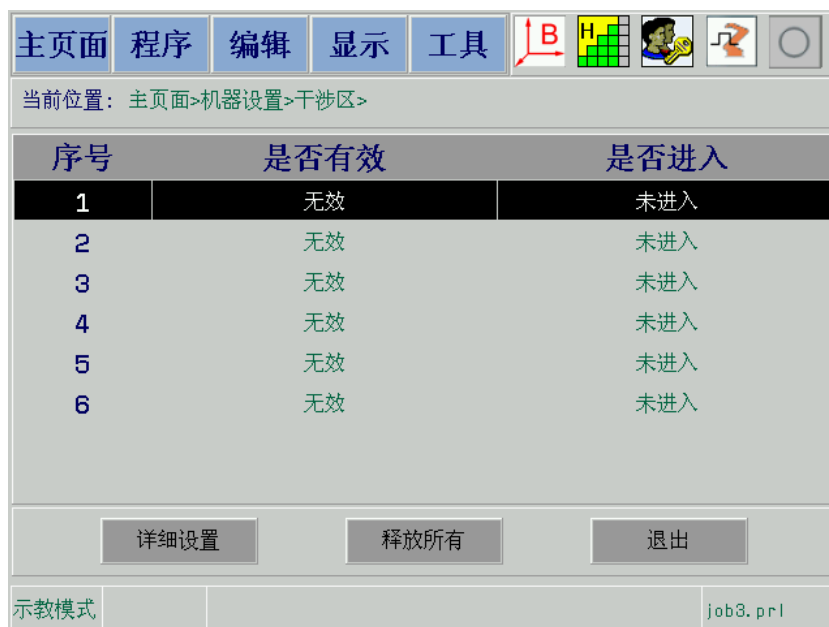 主页面 程序 编辑 显示 工具 B H
当前位置: 主页面>机器设置>干涉区>
序号 是否有效 是否进入
1 无效 未进入
2 无效 未进入
3 无效 未进入
4 无效 未进入
5 无效 未进入
6 无效 未进入
详细设置 释放所有 退出
示教模式 job3.prl